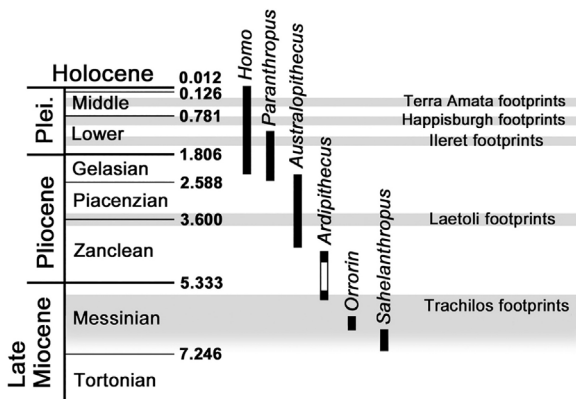 Holocene
0.012
0.126
Plei.
Middle
0.781
Lower
1.806
Pliocene
Gelasian
2.588
Piacenzian
3.600
Zanclean
5.333
Late
Miocene
Messinian
7.246
Tortonian
Homo
Paranthropus
Australopithecus
Ardipithecus
Orrorin
Sahelanthropus
Terra Amata footprints
Happisburgh footprints
Ileret footprints
Laetoli footprints
Trachilos footprints